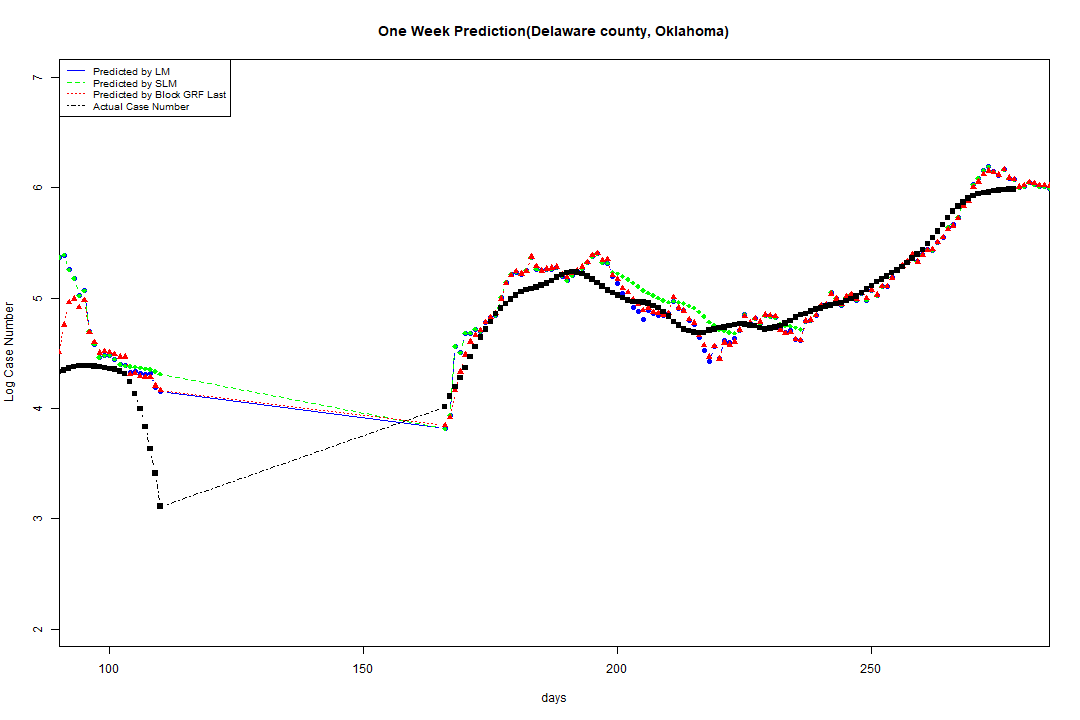 One Week Prediction(Delaware county, Oklahoma)
Predicted by LM
Predicted by SLM
Predicted by Block GRF Last
Actual Case Number
7
6
5
4
3
2
Log Case Number
100
150
200
250
days